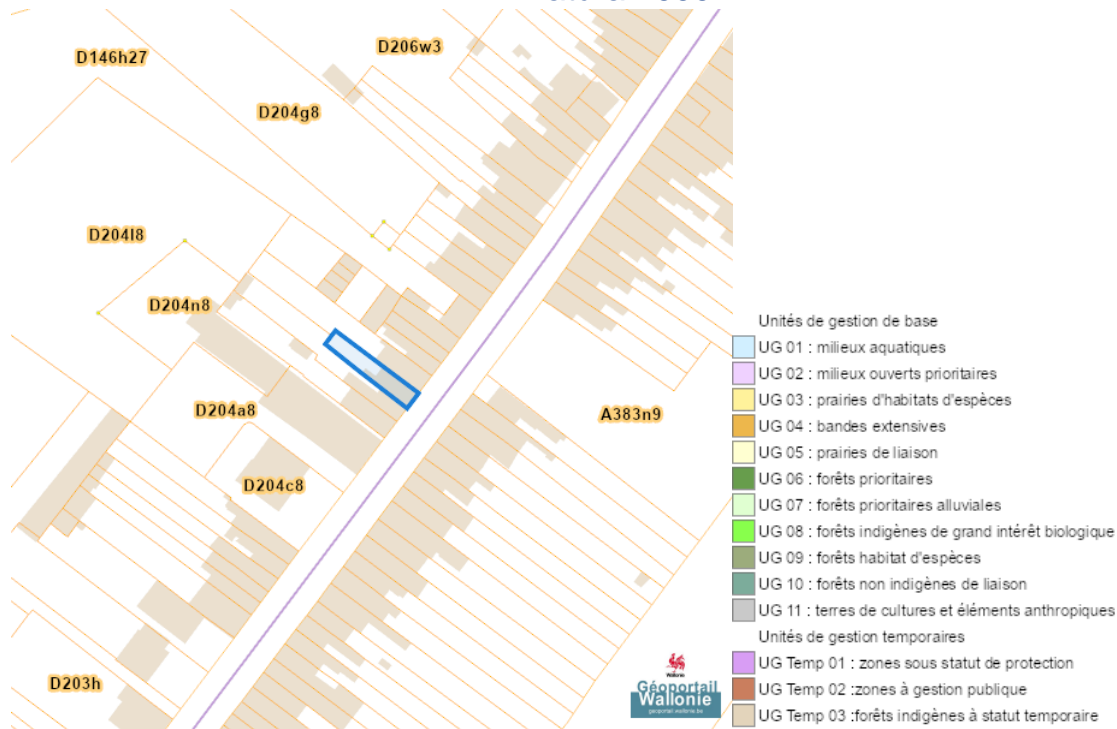 D206w3
D146h27
D204g8
D204l8
D204n8
D204a8
A383n9
D204c8
D203h
Unités de gestion de base
UG 01 : milieux aquatiques
UG 02 : milieux ouverts prioritaires
UG 03 : prairies d'habitats d'espèces
UG 04 : bandes extensives
UG 05 : prairies de liaison
UG 06 : forêts prioritaires
UG 07 : forêts prioritaires alluviales
UG 08 : forêts indigènes de grand intérêt biologique
UG 09 : forêts habitat d'espèces
UG 10 : forêts non indigènes de liaison
UG 11 : terres de cultures et éléments anthropiques
Unités de gestion temporaires
UG Temp 01 : zones sous statut de protection
UG Temp 02 :zones à gestion publique
UG Temp 03 :forêts indigènes à statut temporaire
Wallonie
Géoportail
Wallonie
geoportail.wallonie.be